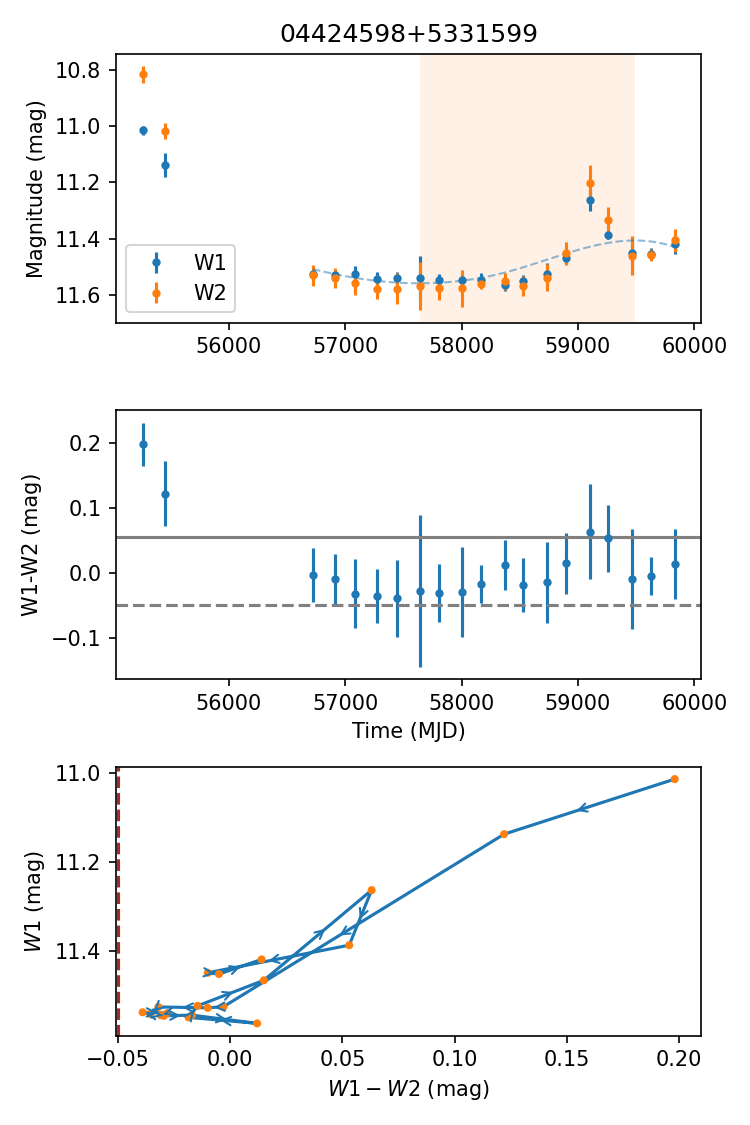 04424598+5331599
10.8
11.0
11.2
11.4
11.6
Magnitude (mag)
W1
W2
56000 57000 58000 59000 60000
0.2
0.1
0.0
−0.1
W1-W2 (mag)
56000 57000 58000 59000 60000
Time (MJD)
11.0
11.2
11.4
W1 (mag)
−0.05 0.00 0.05 0.10 0.15 0.20
W1 − W2 (mag)